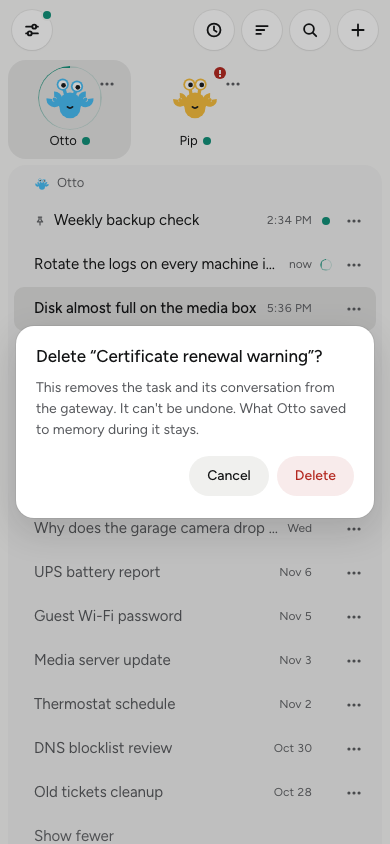 Otto
Pip
Otto
Weekly backup check 2:34 PM
Rotate the logs on every machine i... now
Disk almost full on the media box 5:36 PM
Delete “Certificate renewal warning”?
This removes the task and its conversation from
the gateway. It can't be undone. What Otto saved
to memory during it stays.
Cancel Delete
Why does the garage camera drop ... Wed
UPS battery report Nov 6
Guest Wi-Fi password Nov 5
Media server update Nov 3
Thermostat schedule Nov 2
DNS blocklist review Oct 30
Old tickets cleanup Oct 28
Show fewer